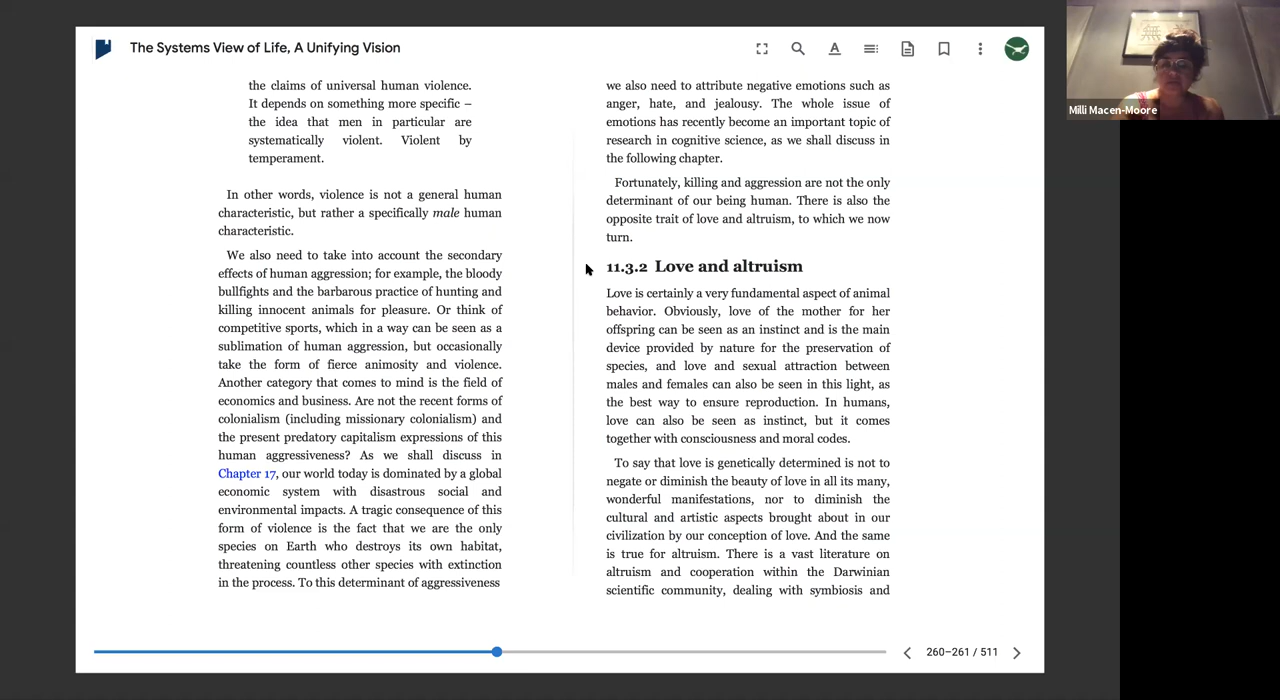 The Systems View of Life, A Unifying Vision
the claims of universal human violence.
It depends on something more specific –
the idea that men in particular are
systematically violent. Violent by
temperament.
In other words, violence is not a general human
characteristic, but rather a specifically male human
characteristic.
We also need to take into account the secondary
effects of human aggression; for example, the bloody
bullfights and the barbarous practice of hunting and
killing innocent animals for pleasure. Or think of
competitive sports, which in a way can be seen as a
sublimation of human aggression, but occasionally
take the form of fierce animosity and violence.
Another category that comes to mind is the field of
economics and business. Are not the recent forms of
colonialism (including missionary colonialism) and
the present predatory capitalism expressions of this
human aggressiveness? As we shall discuss in
Chapter 17, our world today is dominated by a global
economic system with disastrous social and
environmental impacts. A tragic consequence of this
form of violence is the fact that we are the only
species on Earth who destroys its own habitat,
threatening countless other species with extinction
in the process. To this determinant of aggressiveness
we also need to attribute negative emotions such as
anger, hate, and jealousy. The whole issue of
emotions has recently become an important topic of
research in cognitive science, as we shall discuss in
the following chapter.
Fortunately, killing and aggression are not the only
determinant of our being human. There is also the
opposite trait of love and altruism, to which we now
turn.
11.3.2 Love and altruism
Love is certainly a very fundamental aspect of animal
behavior. Obviously, love of the mother for her
offspring can be seen as an instinct and is the main
device provided by nature for the preservation of
species, and love and sexual attraction between
males and females can also be seen in this light, as
the best way to ensure reproduction. In humans,
love can also be seen as instinct, but it comes
together with consciousness and moral codes.
To say that love is genetically determined is not to
negate or diminish the beauty of love in all its many,
wonderful manifestations, nor to diminish the
cultural and artistic aspects brought about in our
civilization by our conception of love. And the same
is true for altruism. There is a vast literature on
altruism and cooperation within the Darwinian
scientific community, dealing with symbiosis and
260–261 / 511
Milli Macen-Moore